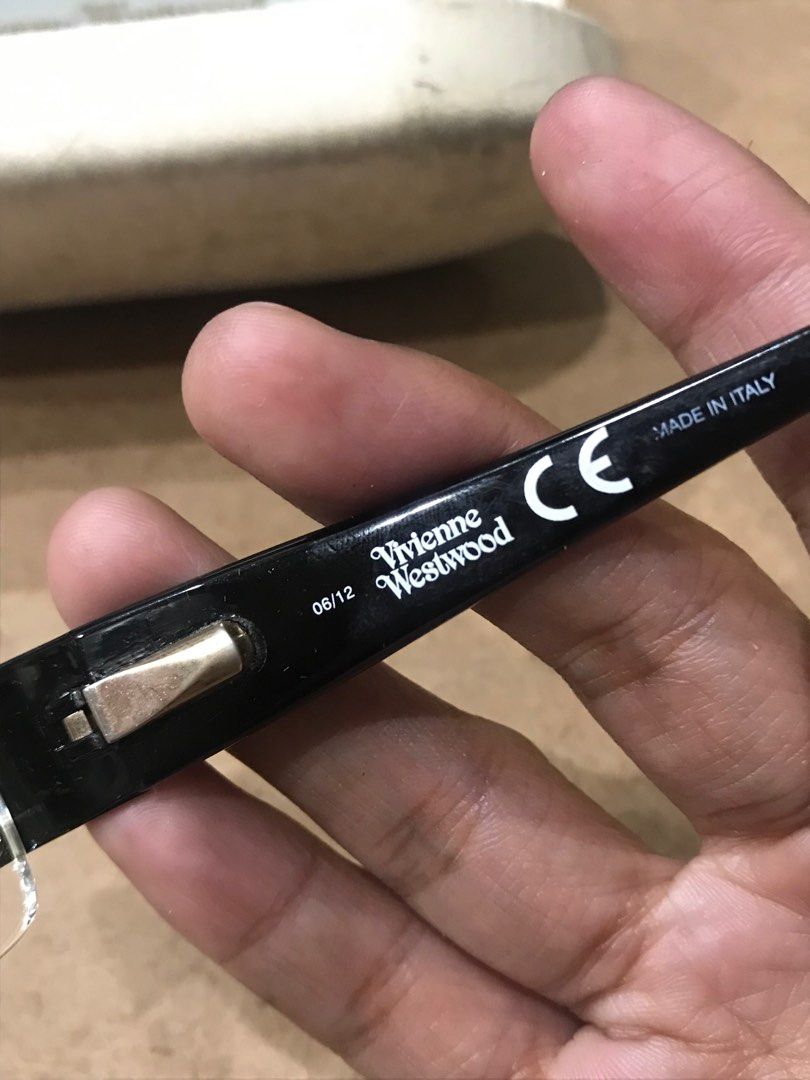 06/12
Vivienne
Westwood
CE
MADE IN ITALY